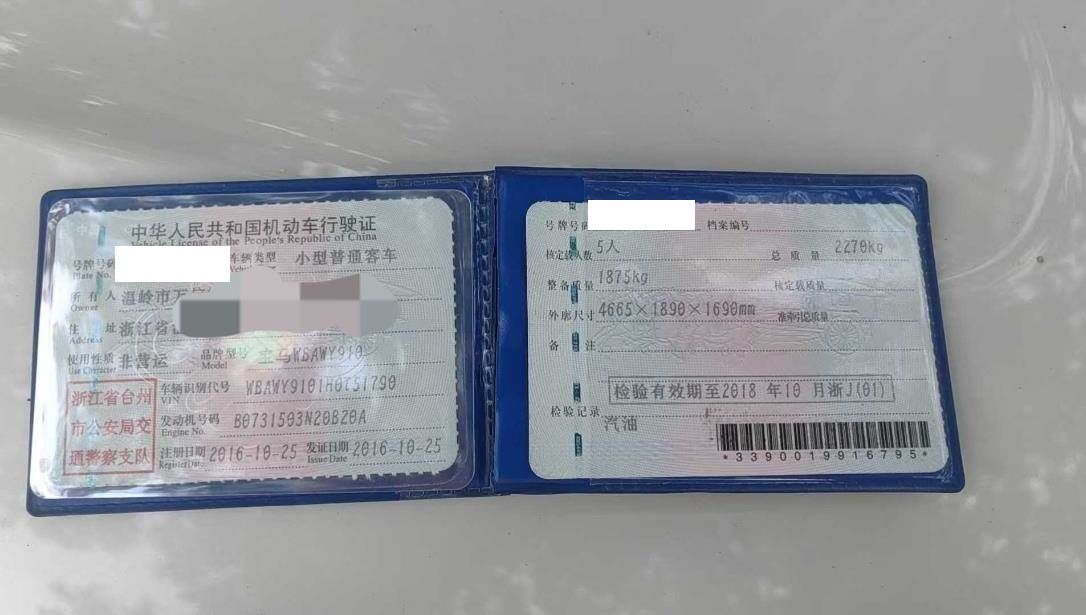 中华人民共和国机动车行驶证
Vehicle License of the People's Republic of China
号牌号码 车辆类型 小型普通客车
Plate No.
所有人 温岭市万
Owner
住址 浙江省
Address
使用性质 非营运 品牌型号 宝马WBAWY910
Use Character Model
浙江省台州
市公安局交
通警察支队
车辆识别代号 WBAWY9101H0T51790
VIN
发动机号码 B0731503N20B20A
Engine No.
注册日期 2016-10-25 发证日期 2016-10-25
Register Date Issue Date
号牌号码 档案编号
核定载人数 5人 总质量 2270kg
整备质量 1875kg 核定载质量
外廓尺寸 4665×1890×1690mm 准牵引总质量
备注
检验有效期至2018 年10 月浙J(01)
检验记录
汽油
*3390019916795*